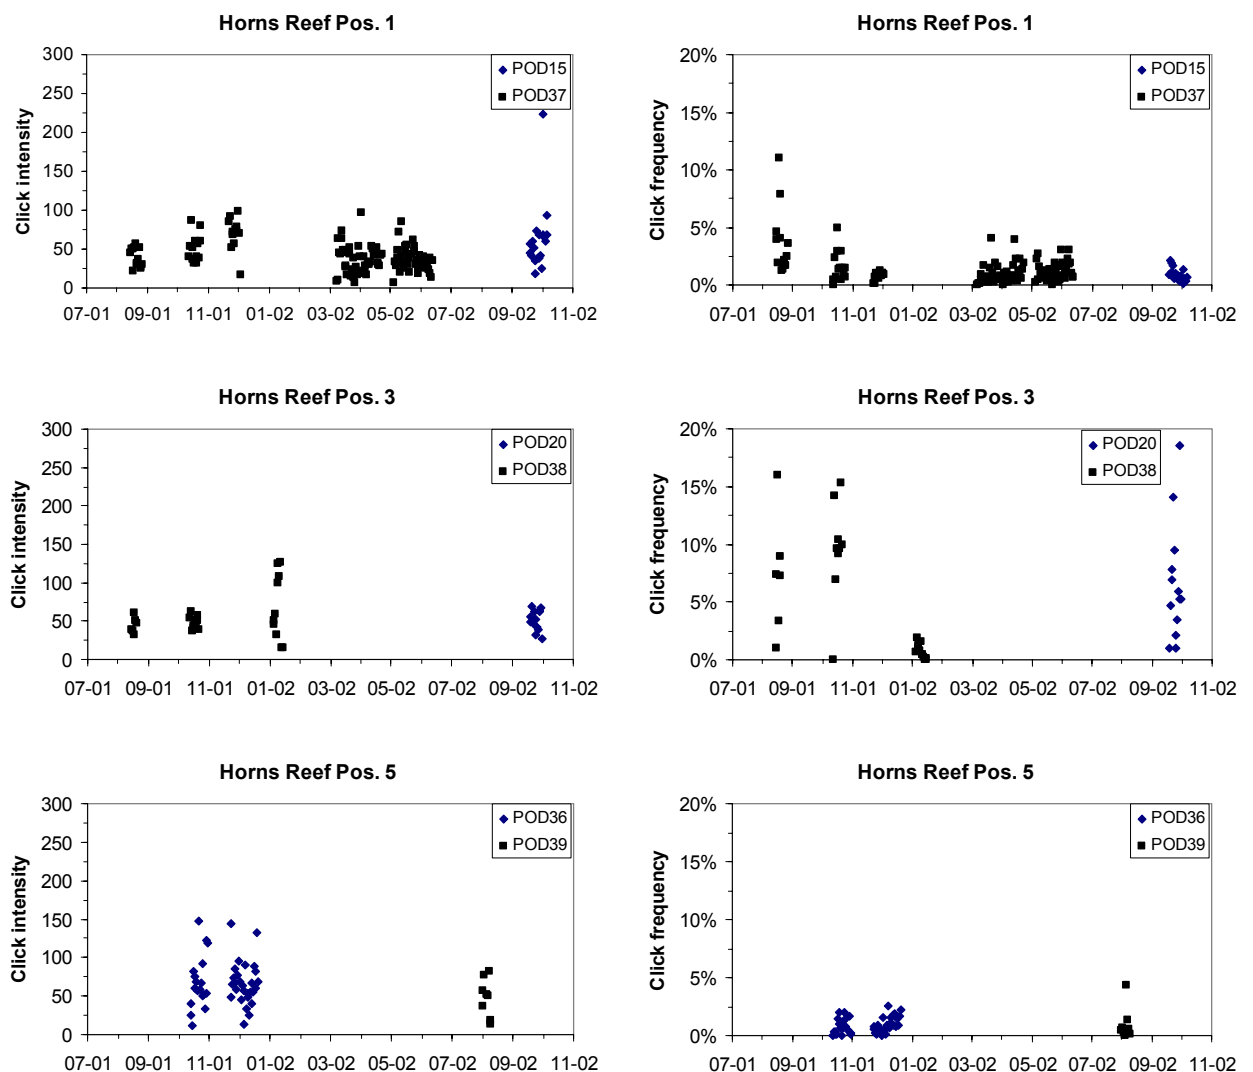 Horns Reef Pos. 1
Click intensity
300
250
200
150
100
50
0
POD15
POD37
07-01 09-01 11-01 01-02 03-02 05-02 07-02 09-02 11-02
Horns Reef Pos. 1
Click frequency
20%
15%
10%
5%
0%
POD15
POD37
07-01 09-01 11-01 01-02 03-02 05-02 07-02 09-02 11-02
Horns Reef Pos. 3
Click intensity
300
250
200
150
100
50
0
POD20
POD38
07-01 09-01 11-01 01-02 03-02 05-02 07-02 09-02 11-02
Horns Reef Pos. 3
Click frequency
20%
15%
10%
5%
0%
POD20
POD38
07-01 09-01 11-01 01-02 03-02 05-02 07-02 09-02 11-02
Horns Reef Pos. 5
Click intensity
300
250
200
150
100
50
0
POD36
POD39
07-01 09-01 11-01 01-02 03-02 05-02 07-02 09-02 11-02
Horns Reef Pos. 5
Click frequency
20%
15%
10%
5%
0%
POD36
POD39
07-01 09-01 11-01 01-02 03-02 05-02 07-02 09-02 11-02